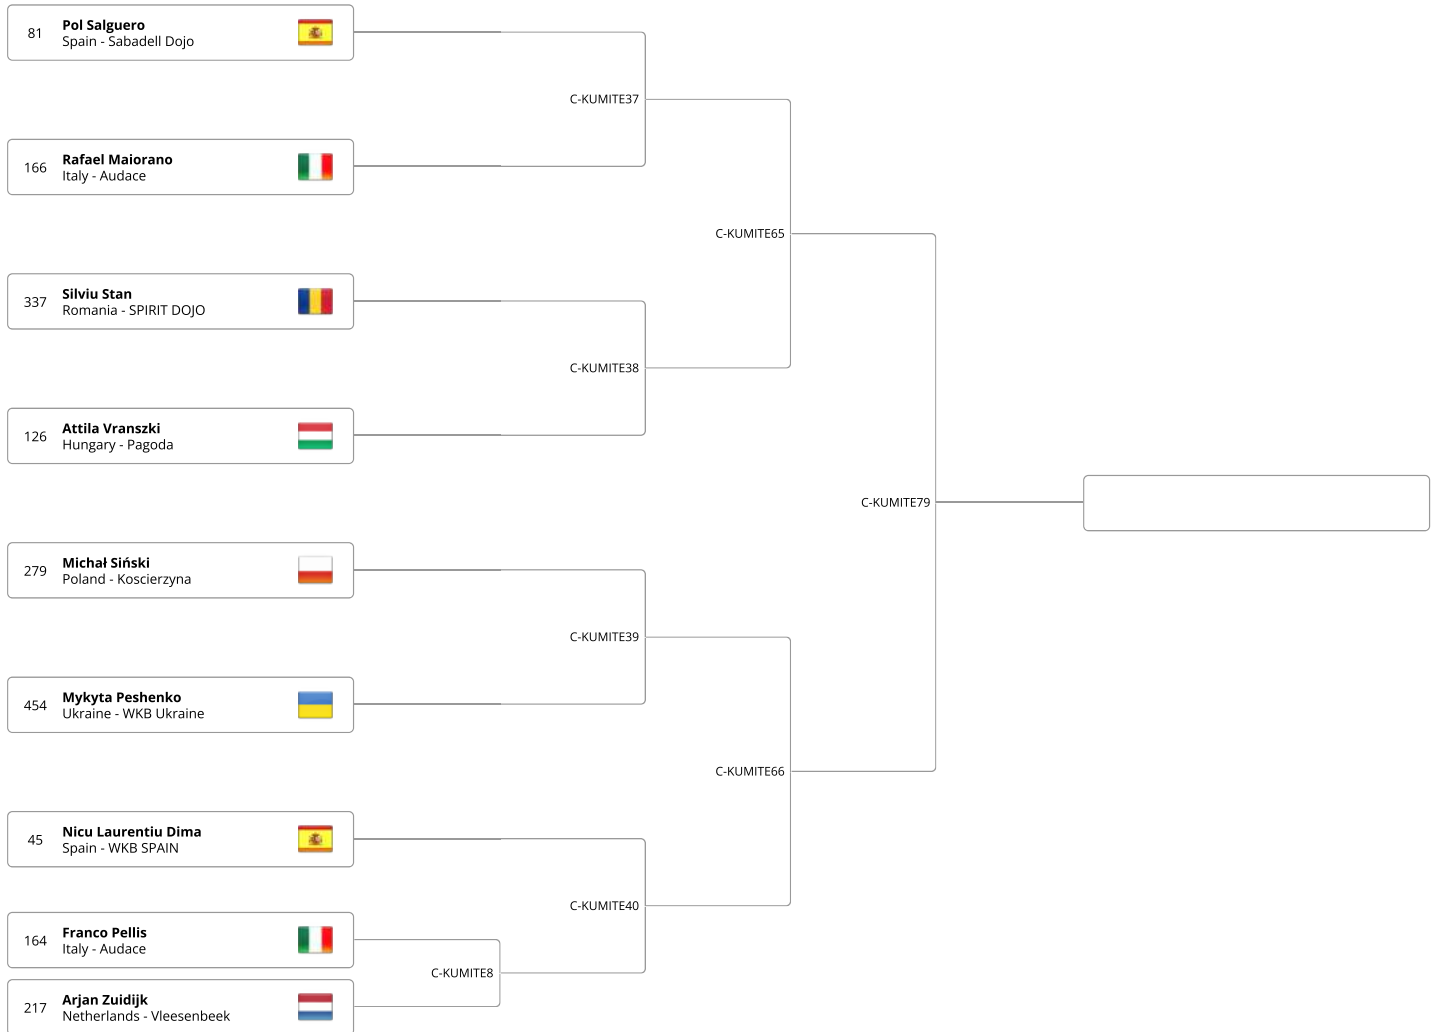 81
Pol Salguero
Spain - Sabadell Dojo
C-KUMITE37
166
Rafael Maiorano
Italy - Audace
C-KUMITE65
337
Silviu Stan
Romania - SPIRIT DOJO
C-KUMITE38
126
Attila Vranszki
Hungary - Pagoda
C-KUMITE79
279
Michał Siński
Poland - Koscierzyna
C-KUMITE39
454
Mykyta Peshenko
Ukraine - WKB Ukraine
C-KUMITE66
45
Nicu Laurentiu Dima
Spain - WKB SPAIN
C-KUMITE40
164
Franco Pellis
Italy - Audace
C-KUMITE8
217
Arjan Zuidijk
Netherlands - Vleesenbeek